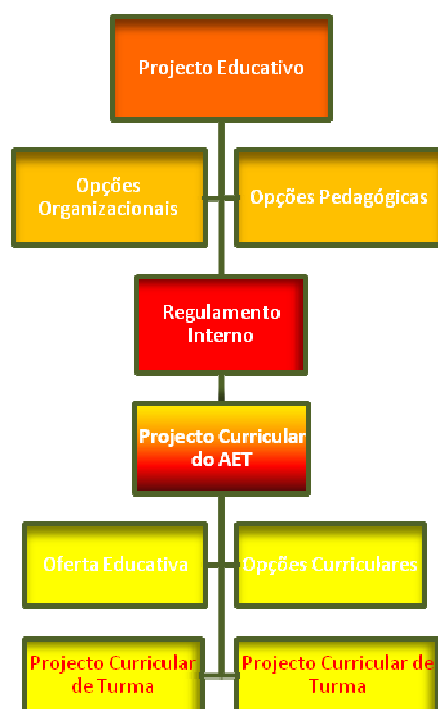 Projecto Educativo
Opções
Organizacionais
Opções Pedagógicas
Regulamento
Interno
Projecto Curricular
do AET
Oferta Educativa
Opções Curriculares
Projecto Curricular
de Turma
Projecto Curricular de
Turma